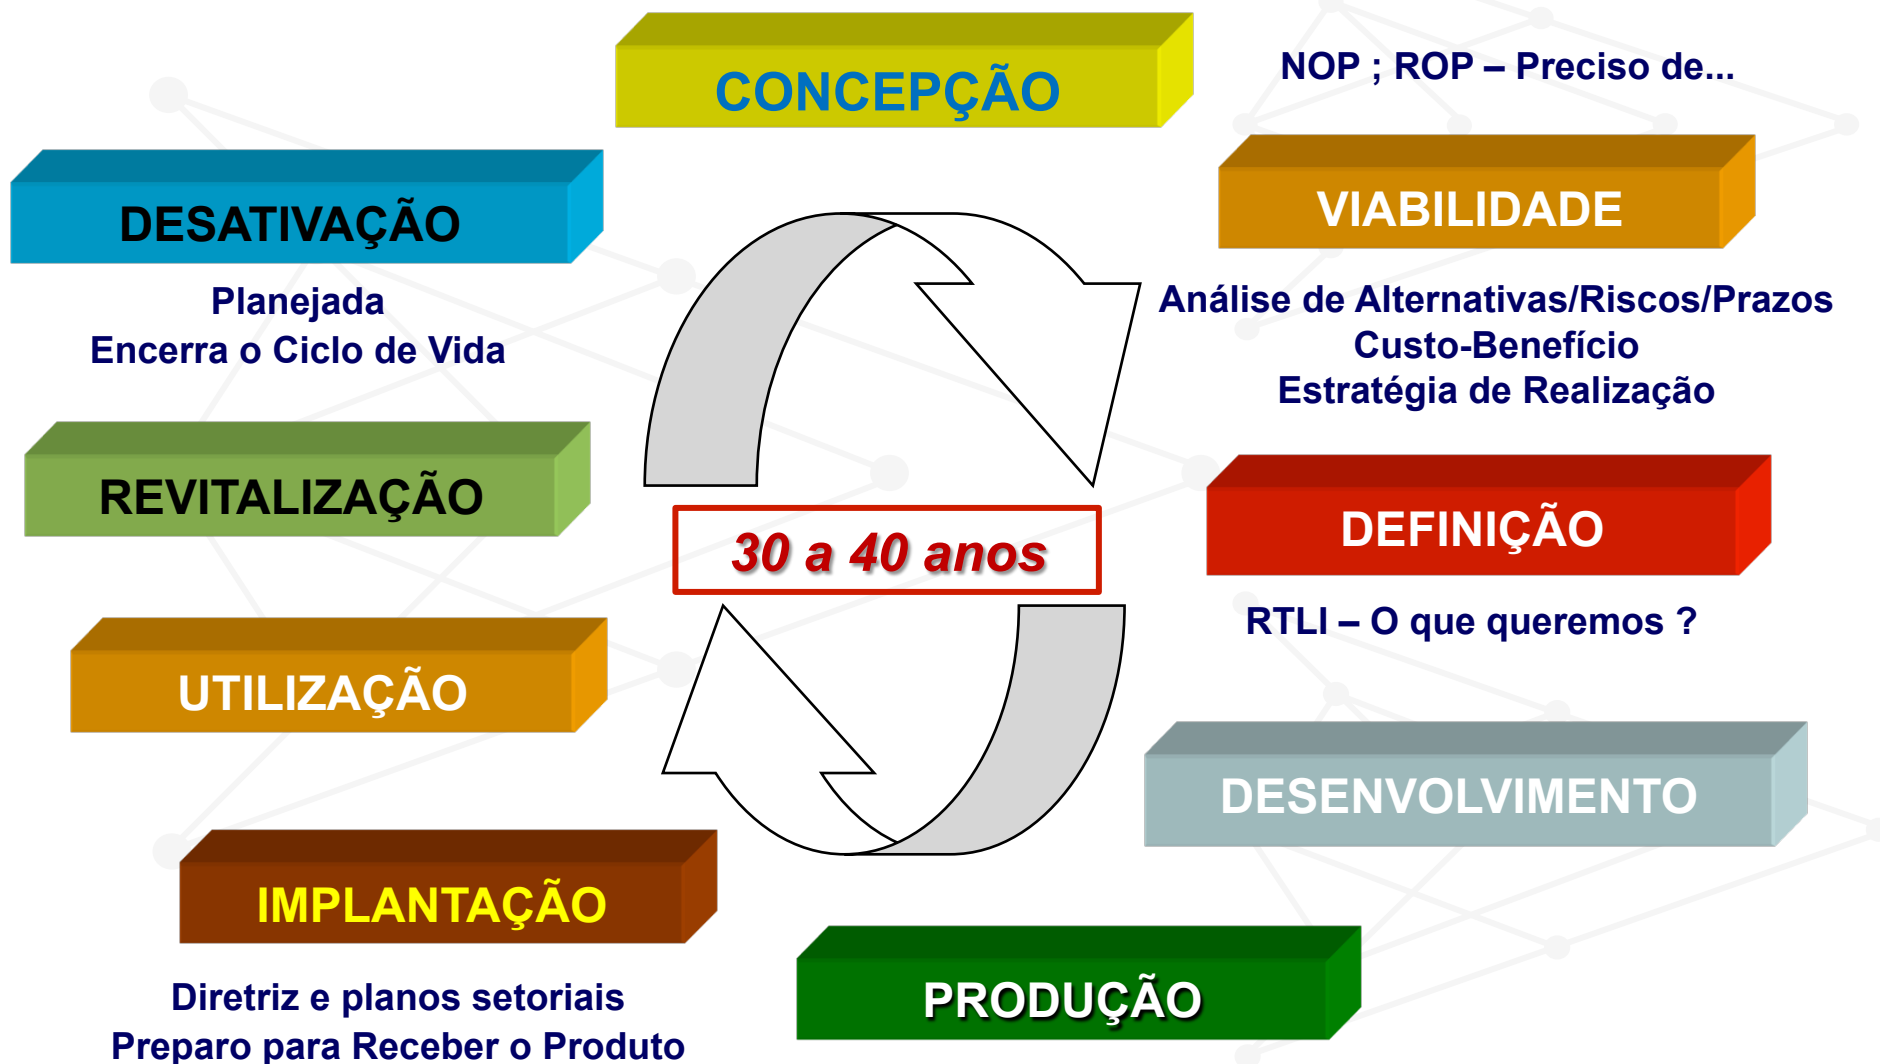 CONCEPÇÃO
NOP ; ROP – Preciso de...
VIABILIDADE
Análise de Alternativas/Riscos/Prazos
Custo-Benefício
Estratégia de Realização
DEFINIÇÃO
RTLI – O que queremos ?
DESENVOLVIMENTO
PRODUÇÃO
IMPLANTAÇÃO
Diretriz e planos setoriais
Preparo para Receber o Produto
UTILIZAÇÃO
REVITALIZAÇÃO
DESATIVAÇÃO
Planejada
Encerra o Ciclo de Vida
30 a 40 anos